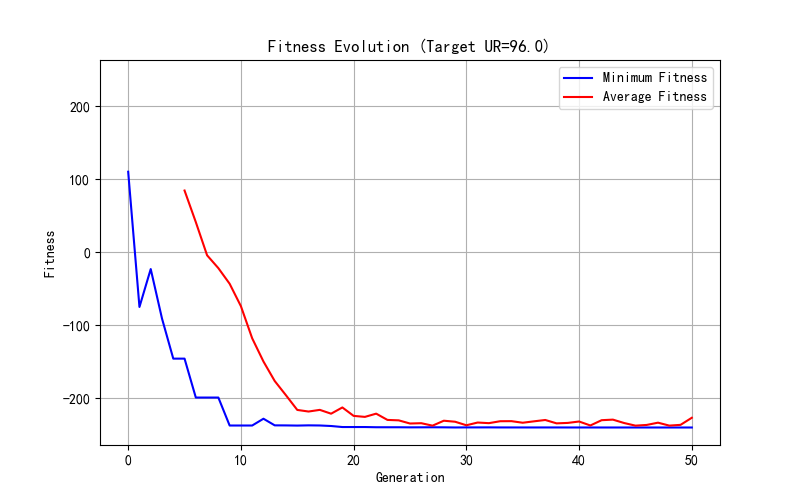 Fitness Evolution (Target UR=96.0)
Minimum Fitness
Average Fitness
200
100
0
−100
−200
Fitness
0
10
20
30
40
50
Generation